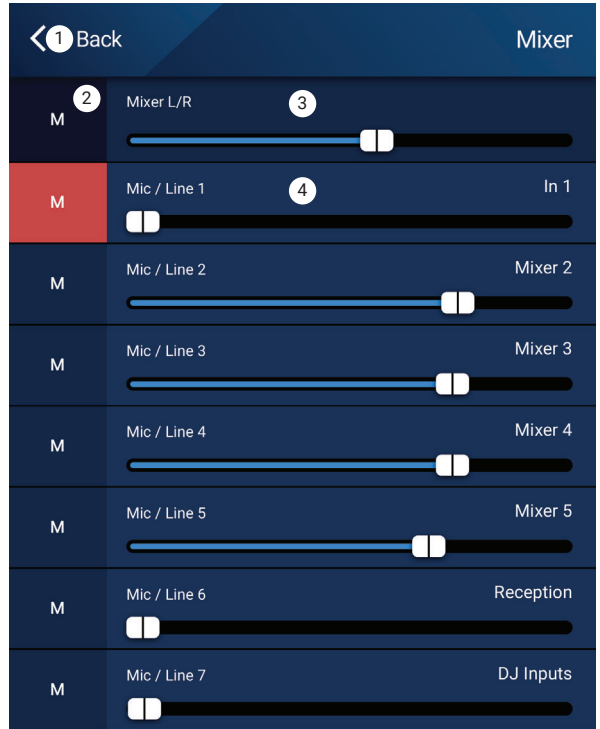 1 Back Mixer
M 2 Mixer L/R 3
M Mic / Line 1 4 In 1
M Mic / Line 2 Mixer 2
M Mic / Line 3 Mixer 3
M Mic / Line 4 Mixer 4
M Mic / Line 5 Mixer 5
M Mic / Line 6 Reception
M Mic / Line 7 DJ Inputs